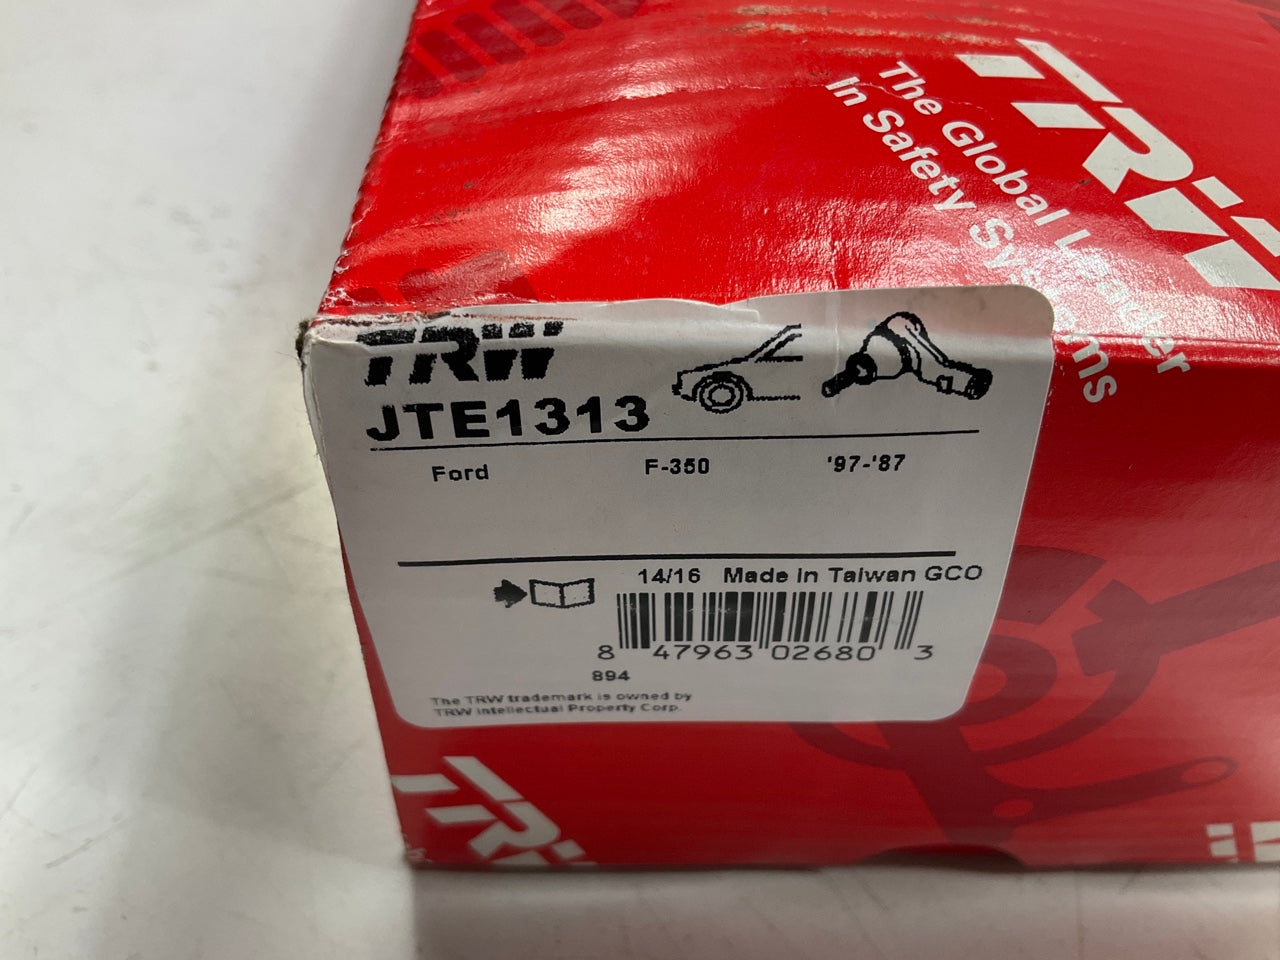 TRW
The Global Leader
In Safety Systems
TRW
JTE1313
Ford F-350 '97-'87
14/16 Made in Taiwan GCO
8 47963 02680 3
894
The TRW trademark is owned by
TRW Intellectual Property Corp.
TRW